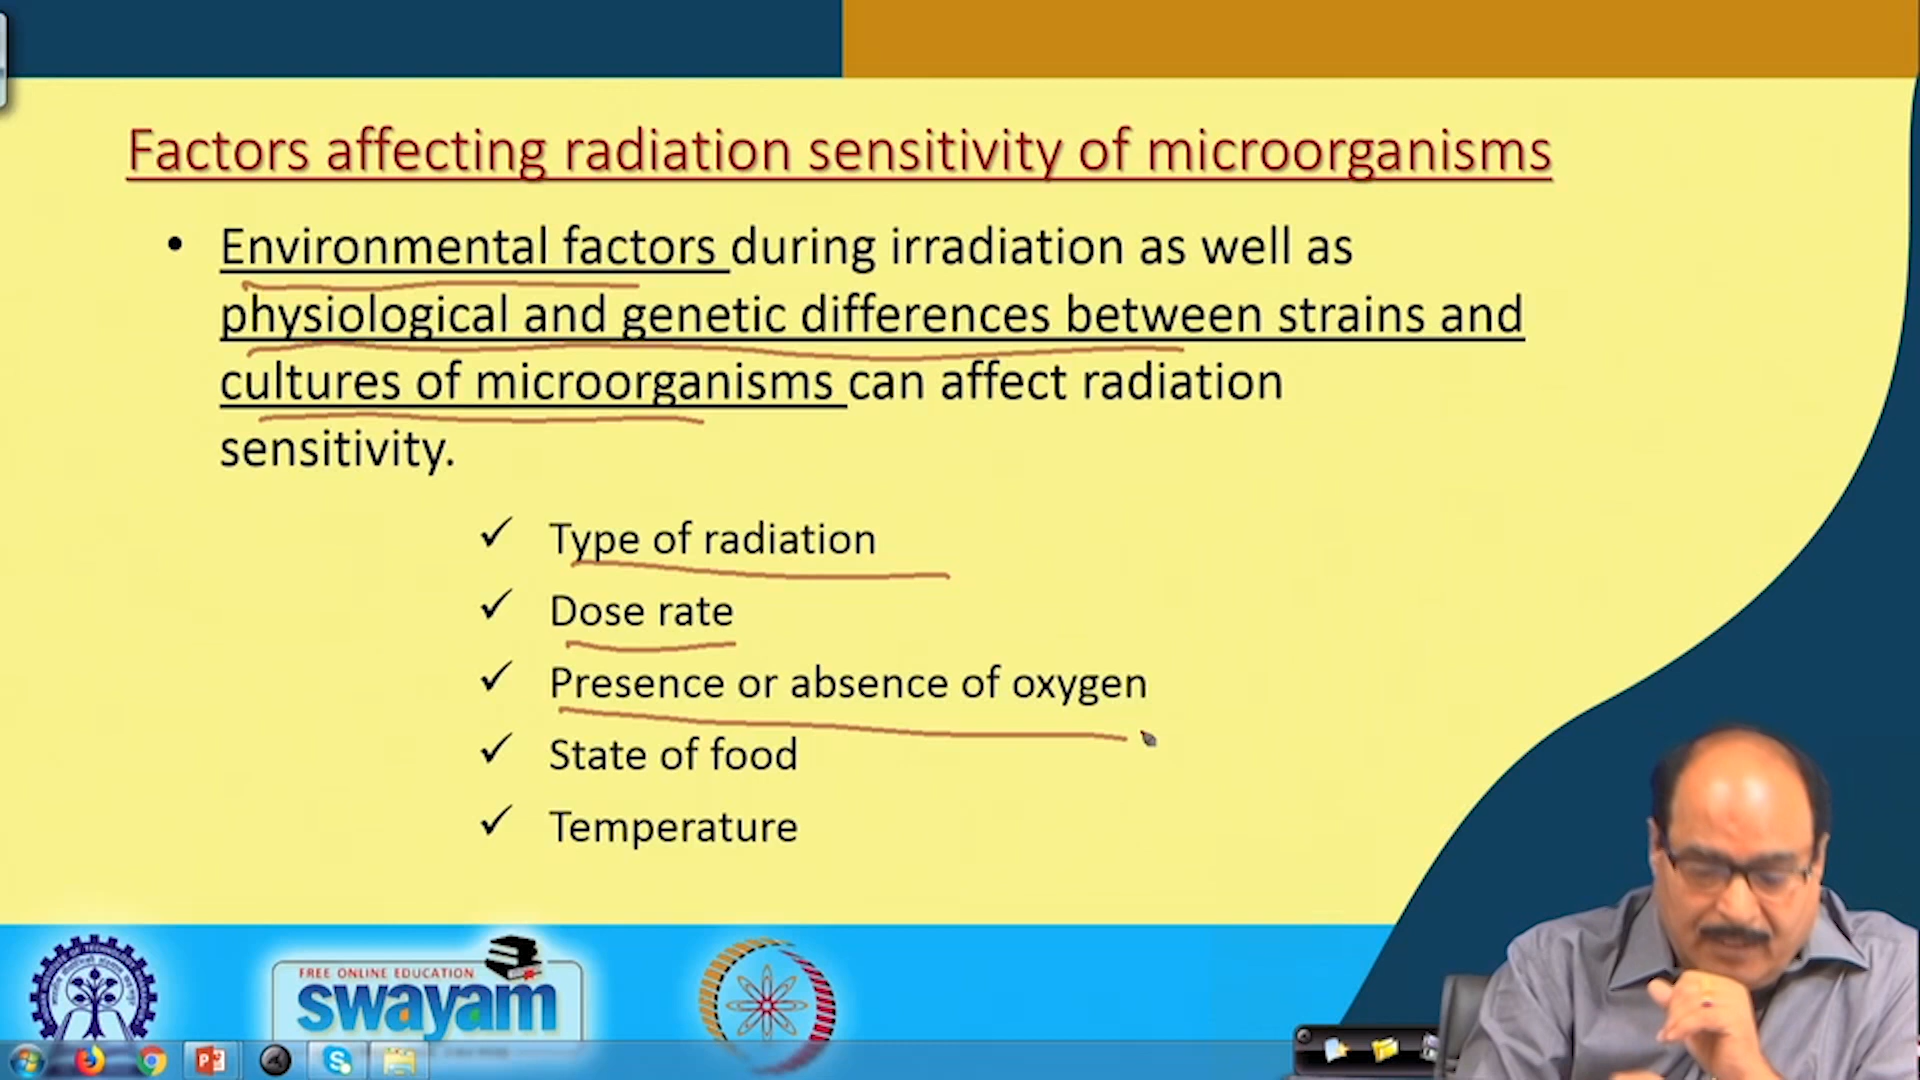 Factors affecting radiation sensitivity of microorganisms
• Environmental factors during irradiation as well as
physiological and genetic differences between strains and
cultures of microorganisms can affect radiation
sensitivity.
✓ Type of radiation
✓ Dose rate
✓ Presence or absence of oxygen
✓ State of food
✓ Temperature
FREE ONLINE EDUCATION
swayam